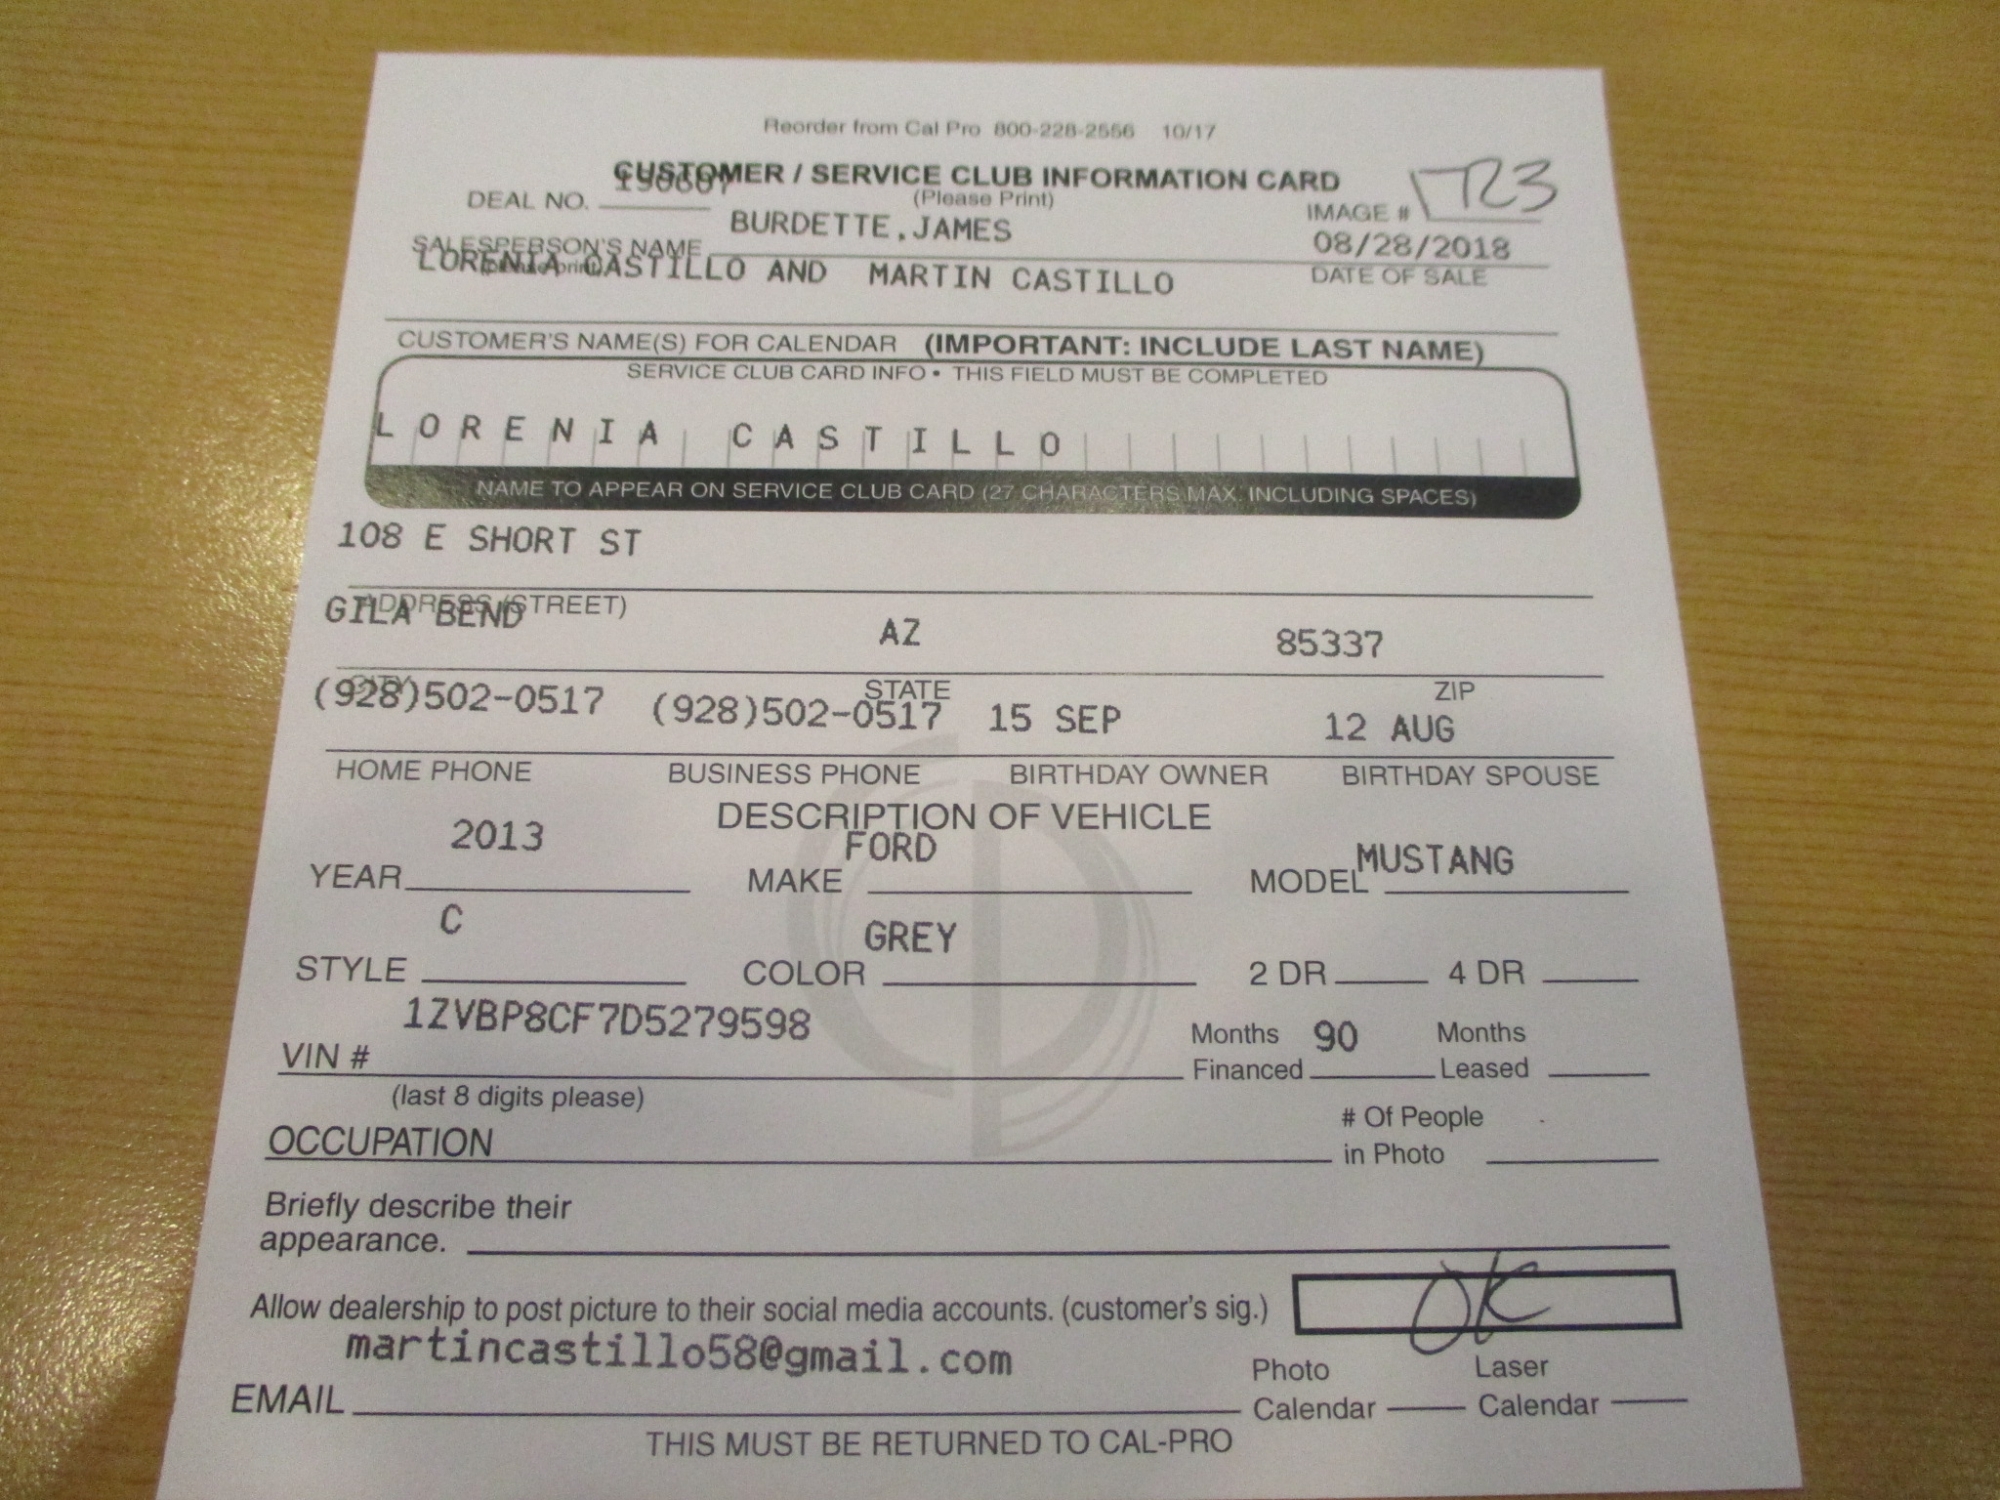 Reorder from Cal Pro 800-228-2556 10/17
CUSTOMER / SERVICE CLUB INFORMATION CARD
(Please Print)
DEAL NO.
IMAGE #
BURDETTE,JAMES
SALESPERSON'S NAME
08/28/2018
LORENIA CASTILLO AND MARTIN CASTILLO
DATE OF SALE
CUSTOMER'S NAME(S) FOR CALENDAR (IMPORTANT: INCLUDE LAST NAME)
SERVICE CLUB CARD INFO • THIS FIELD MUST BE COMPLETED
LORENIA CASTILLO
NAME TO APPEAR ON SERVICE CLUB CARD (27 CHARACTERS MAX. INCLUDING SPACES)
108 E SHORT ST
ADDRESS (STREET)
GILA BEND AZ 85337
CITY STATE ZIP
(928)502-0517 (928)502-0517 15 SEP 12 AUG
HOME PHONE BUSINESS PHONE BIRTHDAY OWNER BIRTHDAY SPOUSE
DESCRIPTION OF VEHICLE
2013 FORD MUSTANG
YEAR MAKE MODEL
C GREY
STYLE COLOR 2 DR 4 DR
1ZVBP8CF7D5279598
VIN # Months Financed 90 Months Leased
(last 8 digits please)
OCCUPATION # Of People in Photo
Briefly describe their
appearance.
Allow dealership to post picture to their social media accounts. (customer's sig.) OK
martincastillo58@gmail.com
EMAIL Photo Calendar Laser Calendar
THIS MUST BE RETURNED TO CAL-PRO